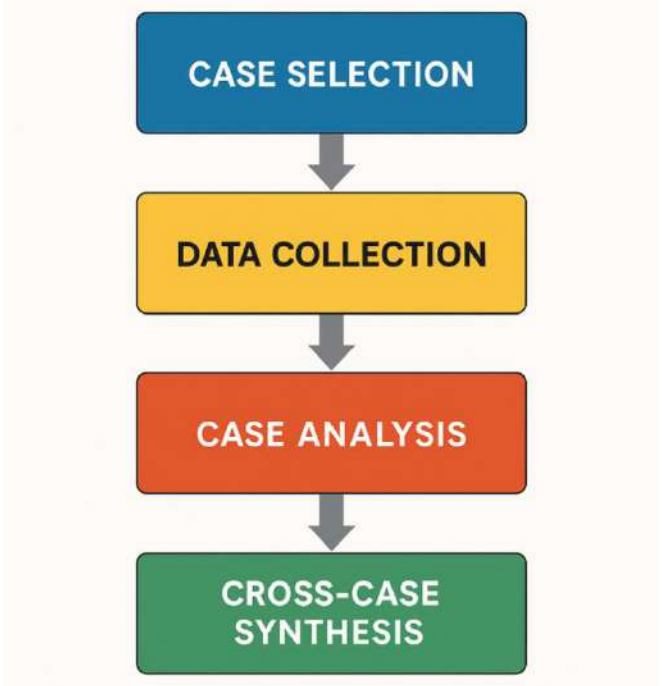 CASE SELECTION
DATA COLLECTION
CASE ANALYSIS
CROSS-CASE
SYNTHESIS